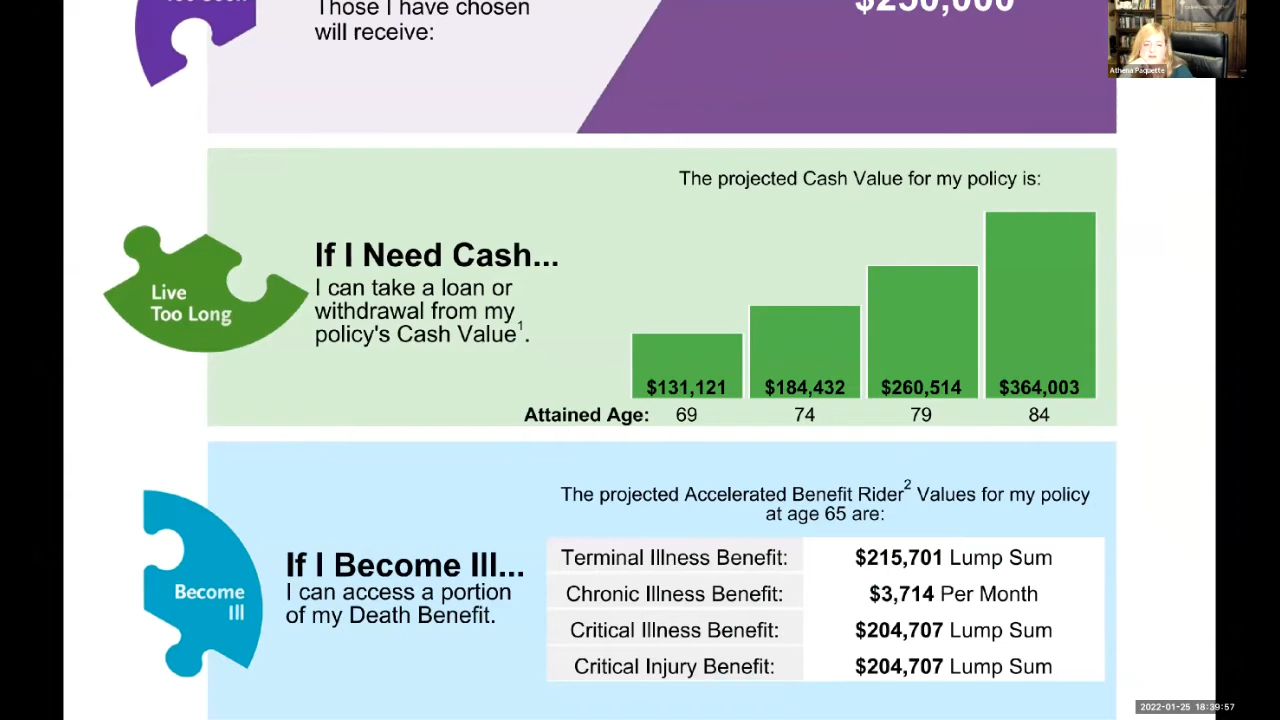 Those I have chosen
will receive:
$250,000
Athena Paquette
The projected Cash Value for my policy is:
Live
Too Long
If I Need Cash...
I can take a loan or
withdrawal from my
policy's Cash Value1.
$131,121 $184,432 $260,514 $364,003
Attained Age: 69 74 79 84
The projected Accelerated Benefit Rider2 Values for my policy
at age 65 are:
Become
Ill
If I Become Ill...
I can access a portion
of my Death Benefit.
Terminal Illness Benefit: $215,701 Lump Sum
Chronic Illness Benefit: $3,714 Per Month
Critical Illness Benefit: $204,707 Lump Sum
Critical Injury Benefit: $204,707 Lump Sum
2022-01-25 18:39:57